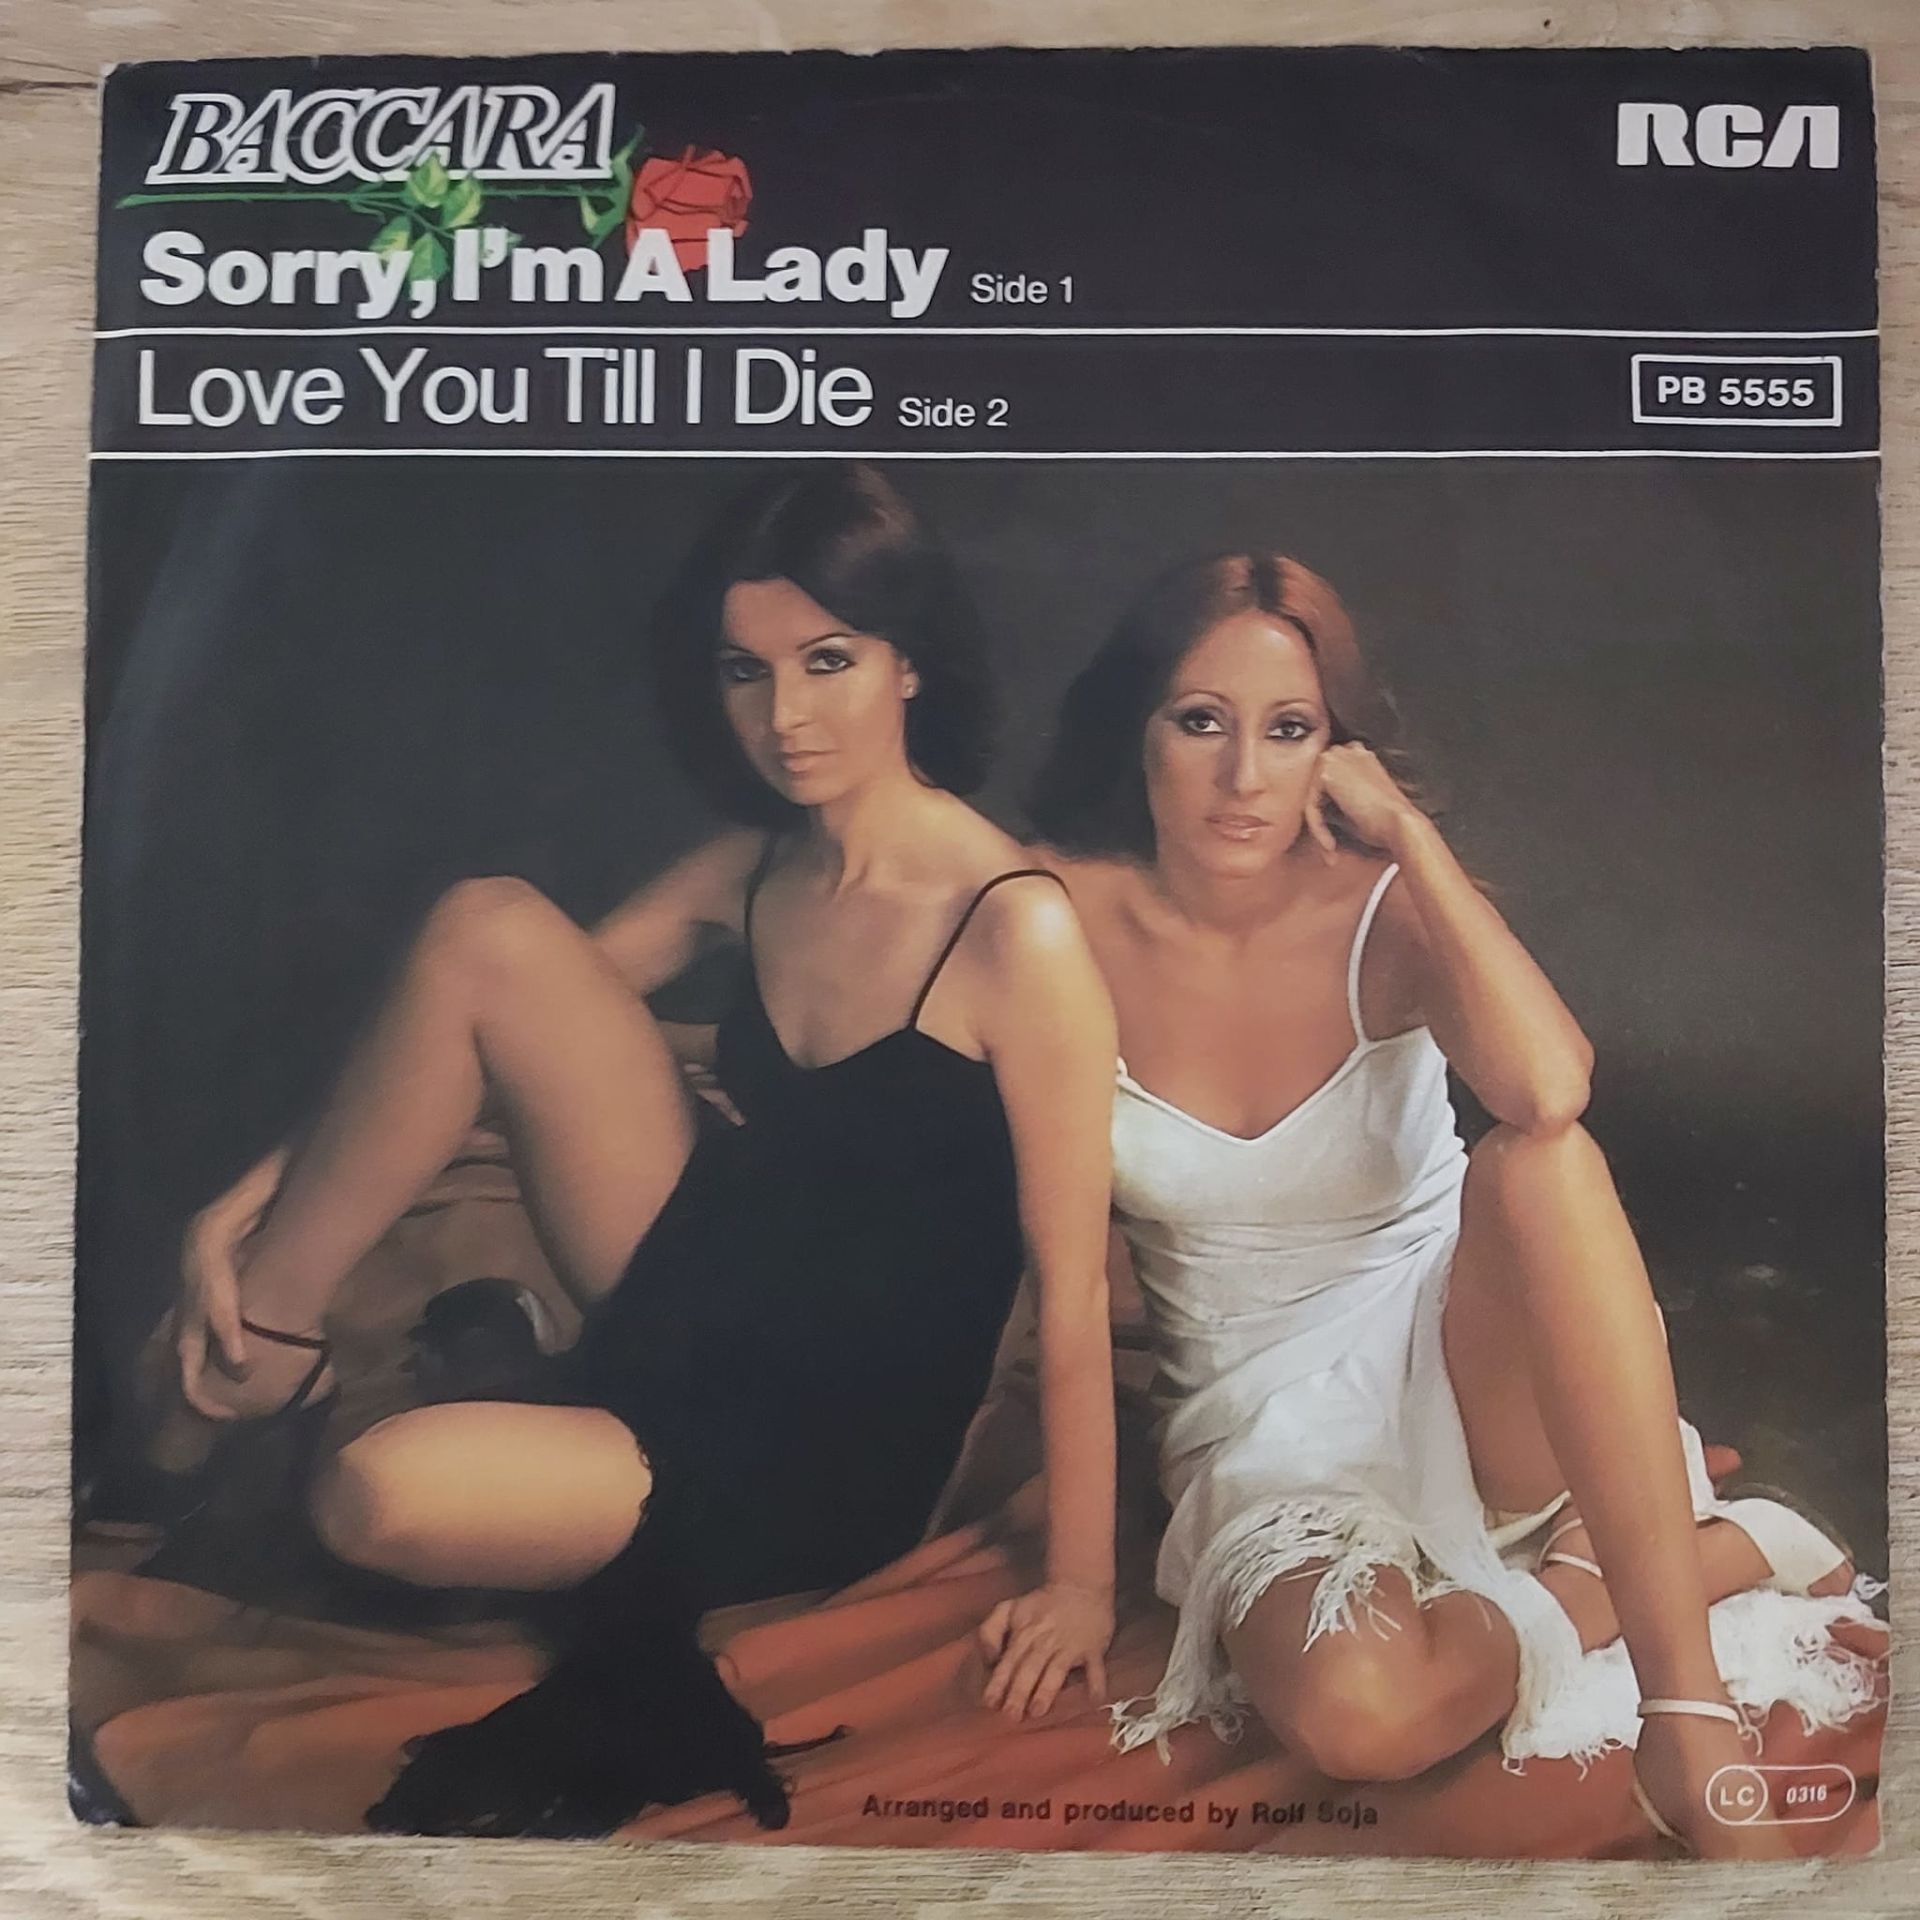 BACCARA
RCA
Sorry, I'm A Lady Side 1
Love You Till I Die Side 2
PB 5555
Arranged and produced by Rolf Soja
LC 0316